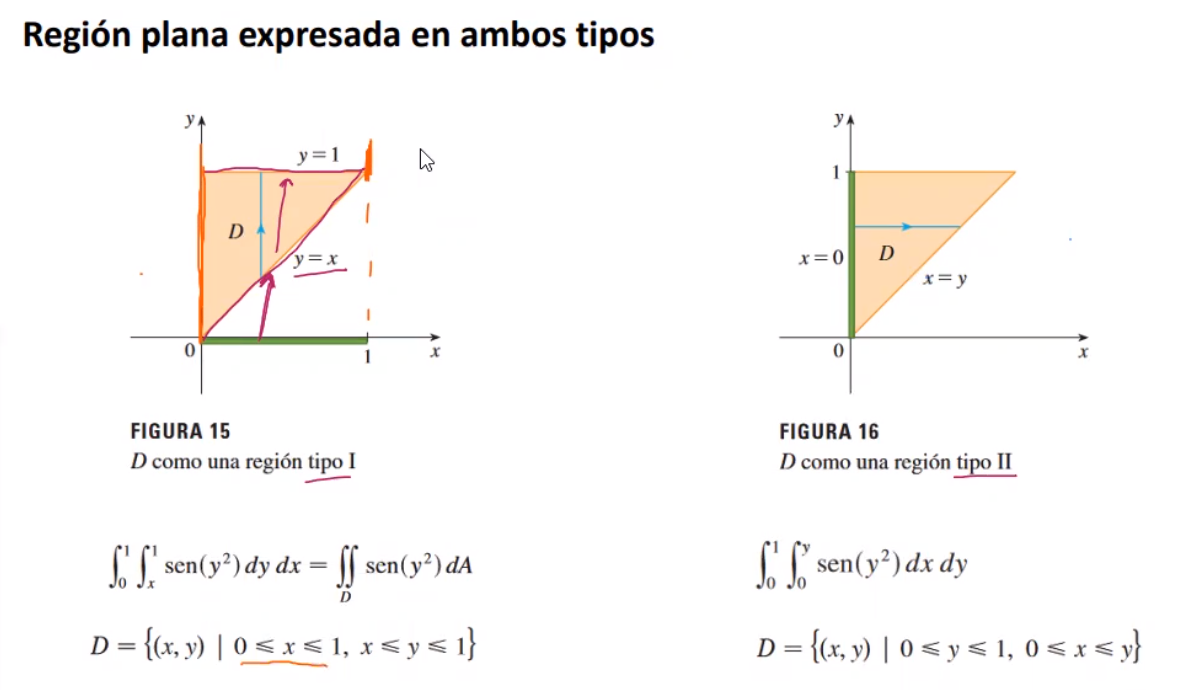 Región plana expresada en ambos tipos
y
y = 1
D
y = x
0
1
x
FIGURA 15
D como una región tipo I
∫₀¹ ∫ₓ¹ sen(y²) dy dx = ∬_D sen(y²) dA
D = {(x, y) | 0 ⩽ x ⩽ 1, x ⩽ y ⩽ 1}
y
1
x = 0
D
x = y
0
x
FIGURA 16
D como una región tipo II
∫₀¹ ∫₀ʸ sen(y²) dx dy
D = {(x, y) | 0 ⩽ y ⩽ 1, 0 ⩽ x ⩽ y}